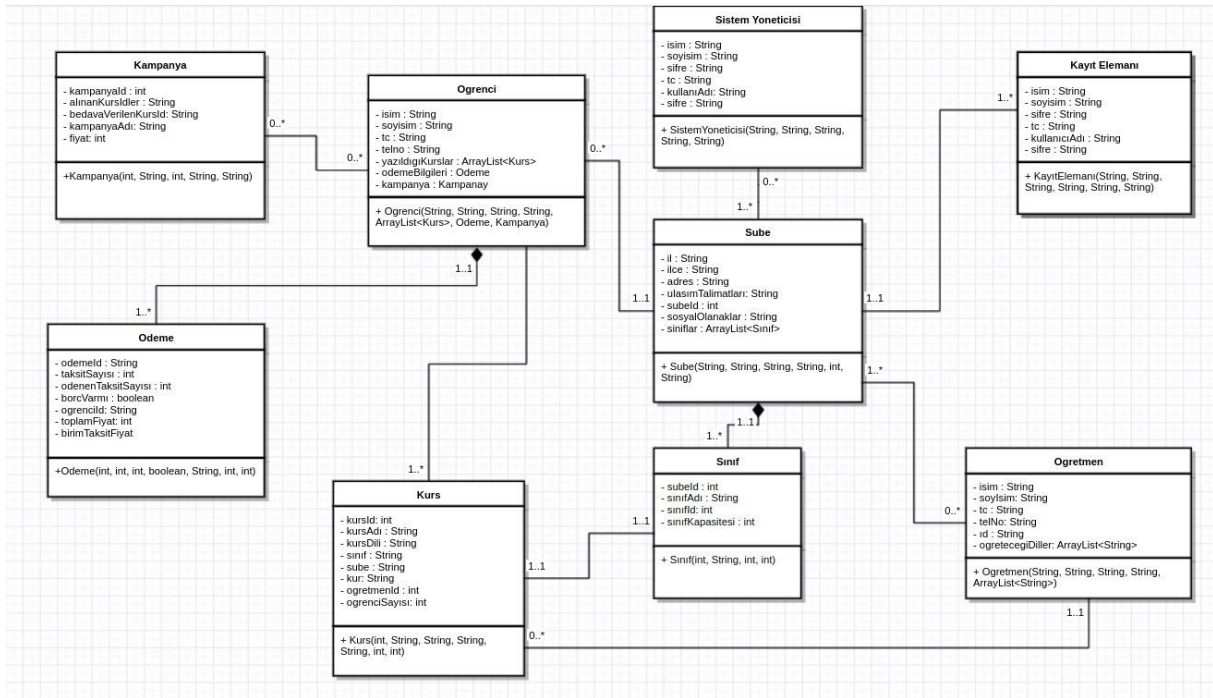 Sistem Yoneticisi
- isim : String
- soyisim : String
- sifre : String
- tc : String
- kullanıAdı: String
- sifre : String
+ SistemYoneticisi(String, String, String,
String, String)
0..*
1..*
Kampanya
- kampanyaId : int
- alınanKursIdler : String
- bedavaVerilenKursId: String
- kampanyaAdı: String
- fiyat: int
+Kampanya(int, String, int, String, String)
0..*
0..*
Ogrenci
- isim : String
- soyisim : String
- tc : String
- telno : String
- yazıldıgıKurslar : ArrayList<Kurs>
- odemeBilgileri : Odeme
- kampanya : Kampanay
+ Ogrenci(String, String, String, String,
ArrayList<Kurs>, Odeme, Kampanya)
0..*
1..1
1..1
1..*
Kayıt Elemanı
- isim : String
- soyisim : String
- sifre : String
- tc : String
- kullanıcıAdı : String
- sifre : String
+ KayıtElemanı(String, String,
String, String, String, String)
1..*
1..1
Sube
- il : String
- ilce : String
- adres : String
- ulasımTalimatları: String
- subeId : int
- sosyalOlanaklar : String
- siniflar : ArrayList<Sınıf>
+ Sube(String, String, String, String, int,
String)
1..*
1..1
1..*
Odeme
- odemeId : String
- taksitSayısı : int
- odenenTaksitSayısı : int
- borcVarmı : boolean
- ogrenciId: String
- toplamFiyat: int
- birimTaksitFiyat
+Odeme(int, int, int, boolean, String, int, int)
1..*
Kurs
- kursId: int
- kursAdı : String
- kursDili : String
- sınıf : String
- sube : String
- kur: String
- ogretmenId : int
- ogrenciSayısı: int
+ Kurs(int, String, String, String,
String, int, int)
1..1
0..*
Sınıf
- subeId : int
- sınıfAdı : String
- sınıfId: int
- sınıfKapasitesi : int
+ Sınıf(int, String, int, int)
1..1
Ogretmen
- isim : String
- soyIsim: String
- tc : String
- telNo: String
- ıd : String
- ogretecegiDiller: ArrayList<String>
+ Ogretmen(String, String, String, String,
ArrayList<String>)
0..*
1..1